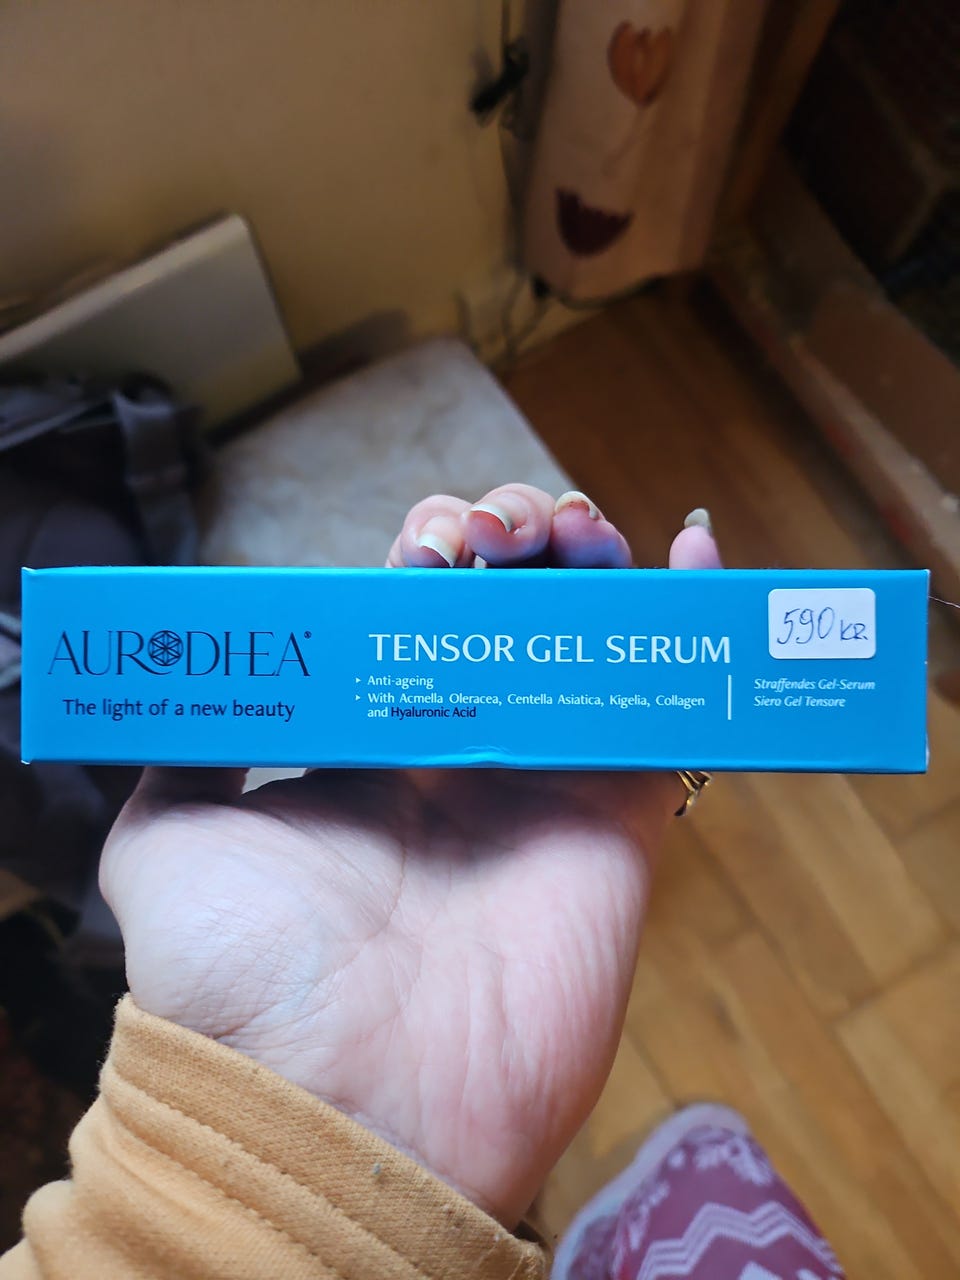 AURODHEA®
The light of a new beauty
TENSOR GEL SERUM
‣ Anti-ageing
‣ With Acmella Oleracea, Centella Asiatica, Kigelia, Collagen
and Hyaluronic Acid
590 KR
Straffendes Gel-Serum
Siero Gel Tensore